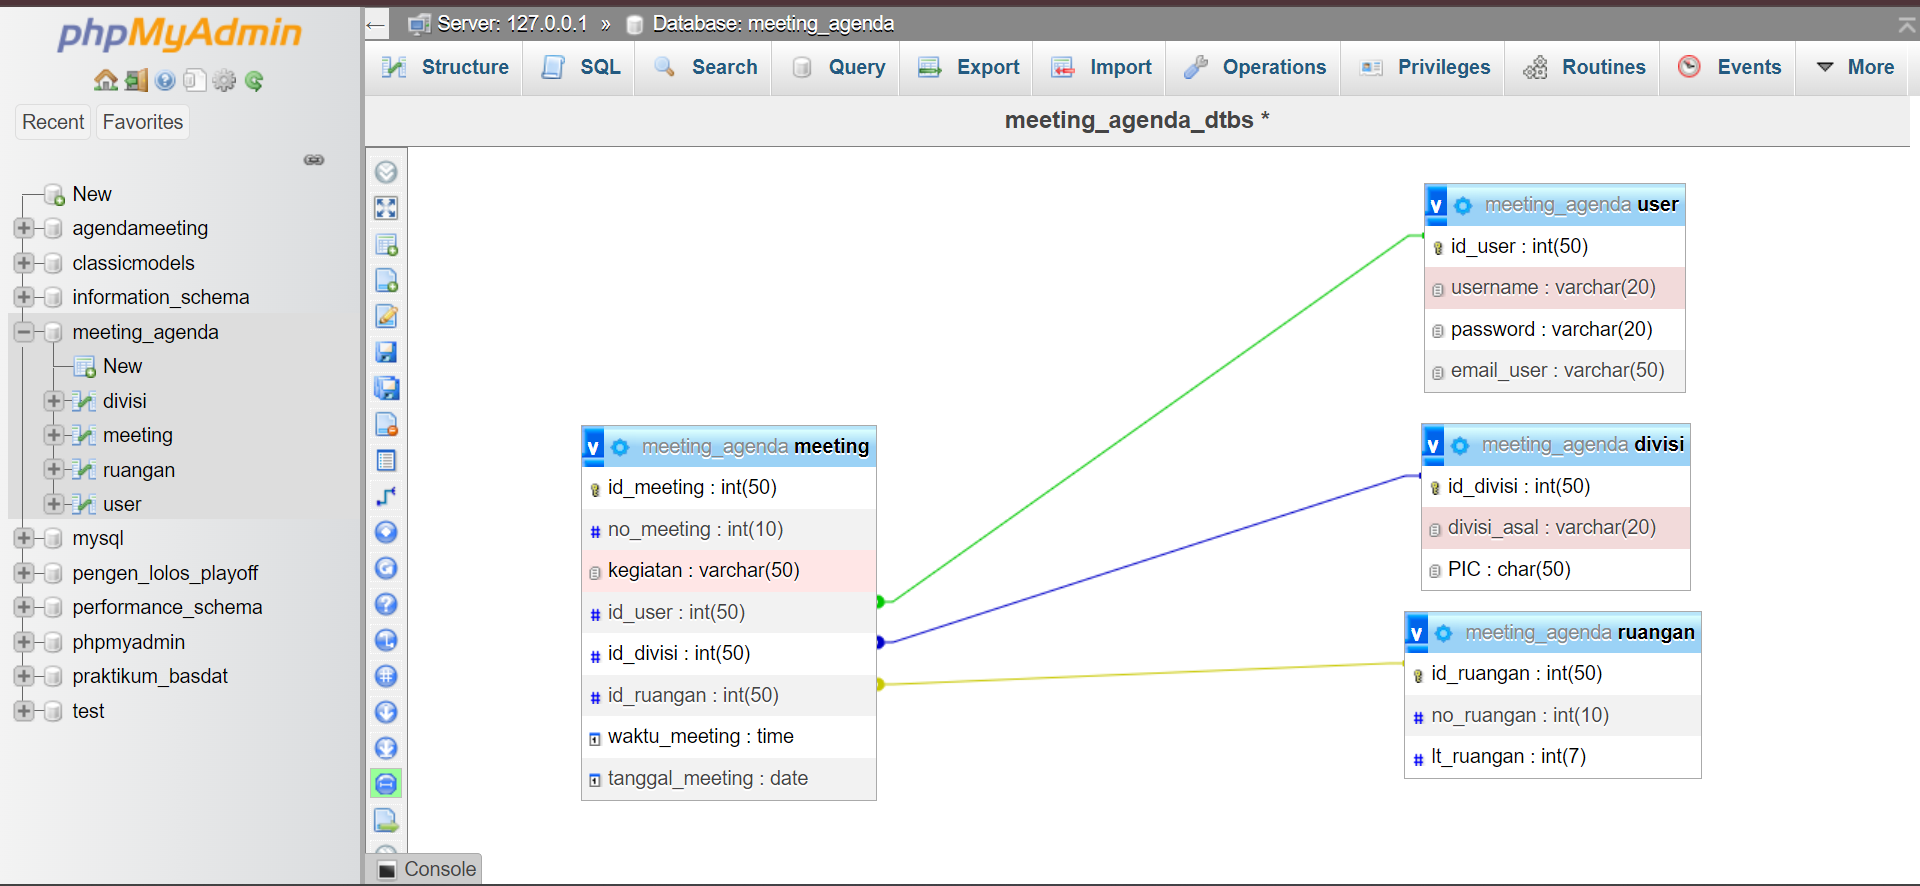 phpMyAdmin
Recent
Favorites
New
agendameeting
classicmodels
information_schema
meeting_agenda
New
divisi
meeting
ruangan
user
mysql
pengen_lolos_playoff
performance_schema
phpmyadmin
praktikum_basdat
test
Server: 127.0.0.1 » Database: meeting_agenda
Structure
SQL
Search
Query
Export
Import
Operations
Privileges
Routines
Events
More
meeting_agenda_dtbs *
v meeting_agenda user
id_user : int(50)
username : varchar(20)
password : varchar(20)
email_user : varchar(50)
v meeting_agenda meeting
id_meeting : int(50)
# no_meeting : int(10)
kegiatan : varchar(50)
# id_user : int(50)
# id_divisi : int(50)
# id_ruangan : int(50)
waktu_meeting : time
tanggal_meeting : date
v meeting_agenda divisi
id_divisi : int(50)
divisi_asal : varchar(20)
PIC : char(50)
v meeting_agenda ruangan
id_ruangan : int(50)
# no_ruangan : int(10)
# lt_ruangan : int(7)
Console